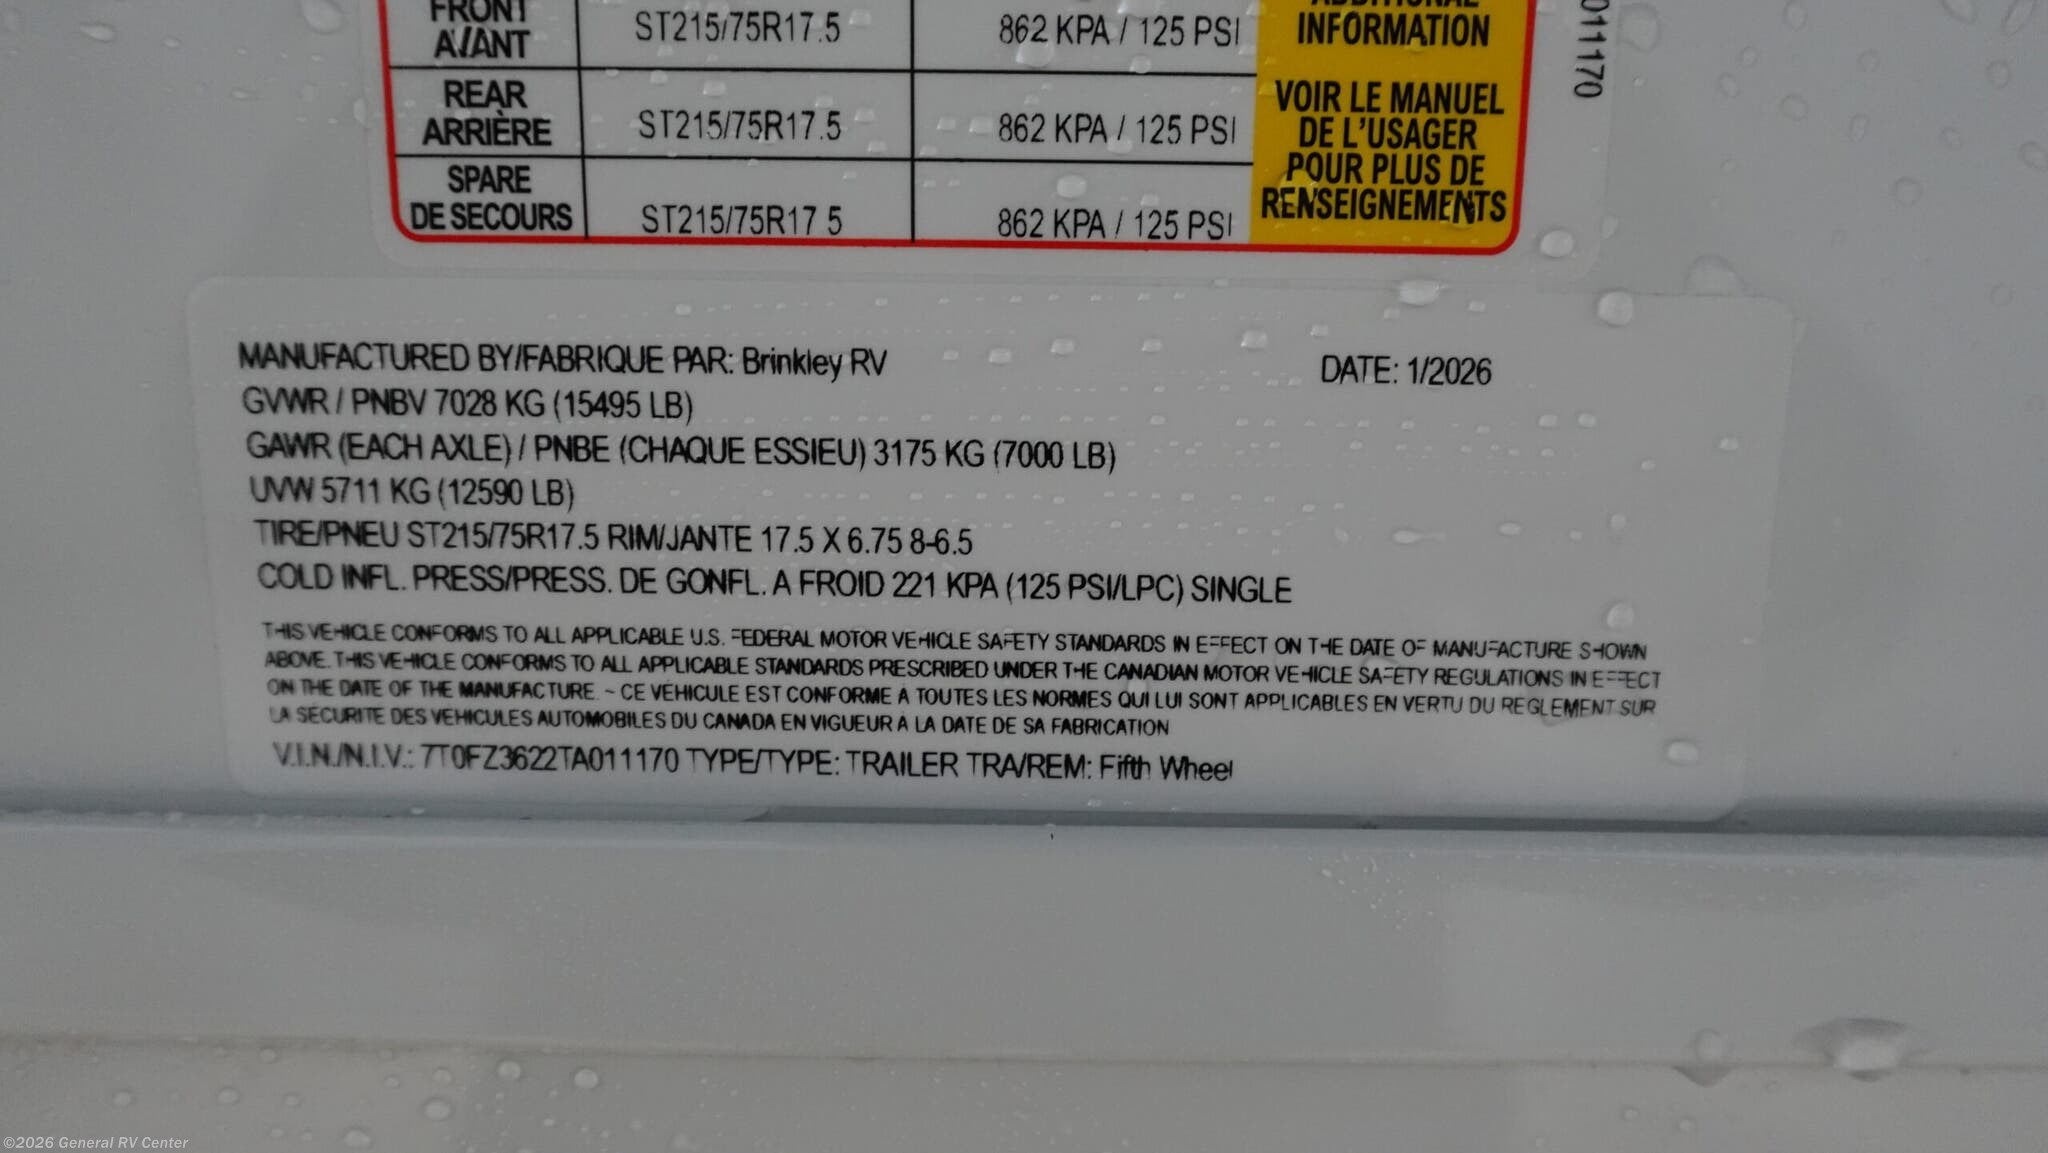 FRONT
AVANT
ST215/75R17.5
862 KPA / 125 PSI
REAR
ARRIÈRE
ST215/75R17.5
862 KPA / 125 PSI
SPARE
DE SECOURS
ST215/75R17 5
862 KPA / 125 PSI
ADDITIONAL
INFORMATION
VOIR LE MANUEL
DE L'USAGER
POUR PLUS DE
RENSEIGNEMENTS
011170
MANUFACTURED BY/FABRIQUE PAR: Brinkley RV
DATE: 1/2026
GVWR / PNBV 7028 KG (15495 LB)
GAWR (EACH AXLE) / PNBE (CHAQUE ESSIEU) 3175 KG (7000 LB)
UVW 5711 KG (12590 LB)
TIRE/PNEU ST215/75R17.5 RIM/JANTE 17.5 X 6.75 8-6.5
COLD INFL. PRESS/PRESS. DE GONFL. A FROID 221 KPA (125 PSI/LPC) SINGLE
THIS VEHICLE CONFORMS TO ALL APPLICABLE U.S. FEDERAL MOTOR VEHICLE SAFETY STANDARDS IN EFFECT ON THE DATE OF MANUFACTURE SHOWN
ABOVE. THIS VEHICLE CONFORMS TO ALL APPLICABLE STANDARDS PRESCRIBED UNDER THE CANADIAN MOTOR VEHICLE SAFETY REGULATIONS IN EFFECT
ON THE DATE OF THE MANUFACTURE. ~ CE VÉHICULE EST CONFORME À TOUTES LES NORMES QUI LUI SONT APPLICABLES EN VERTU DU REGLEMENT SUR
LA SÉCURITE DES VEHICULES AUTOMOBILES DU CANADA EN VIGUEUR À LA DATE DE SA FABRICATION
V.I.N./N.I.V.: 7T0FZ3622TA011170 TYPE/TYPE: TRAILER TRA/REM: Fifth Wheel
©2026 General RV Center